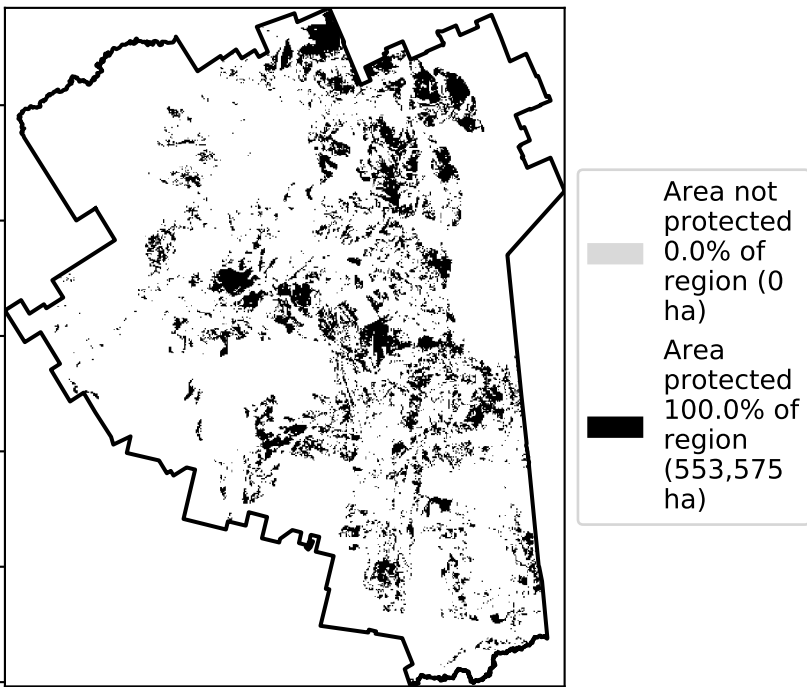 Area not
protected
0.0% of
region (0
ha)
Area
protected
100.0% of
region
(553,575
ha)